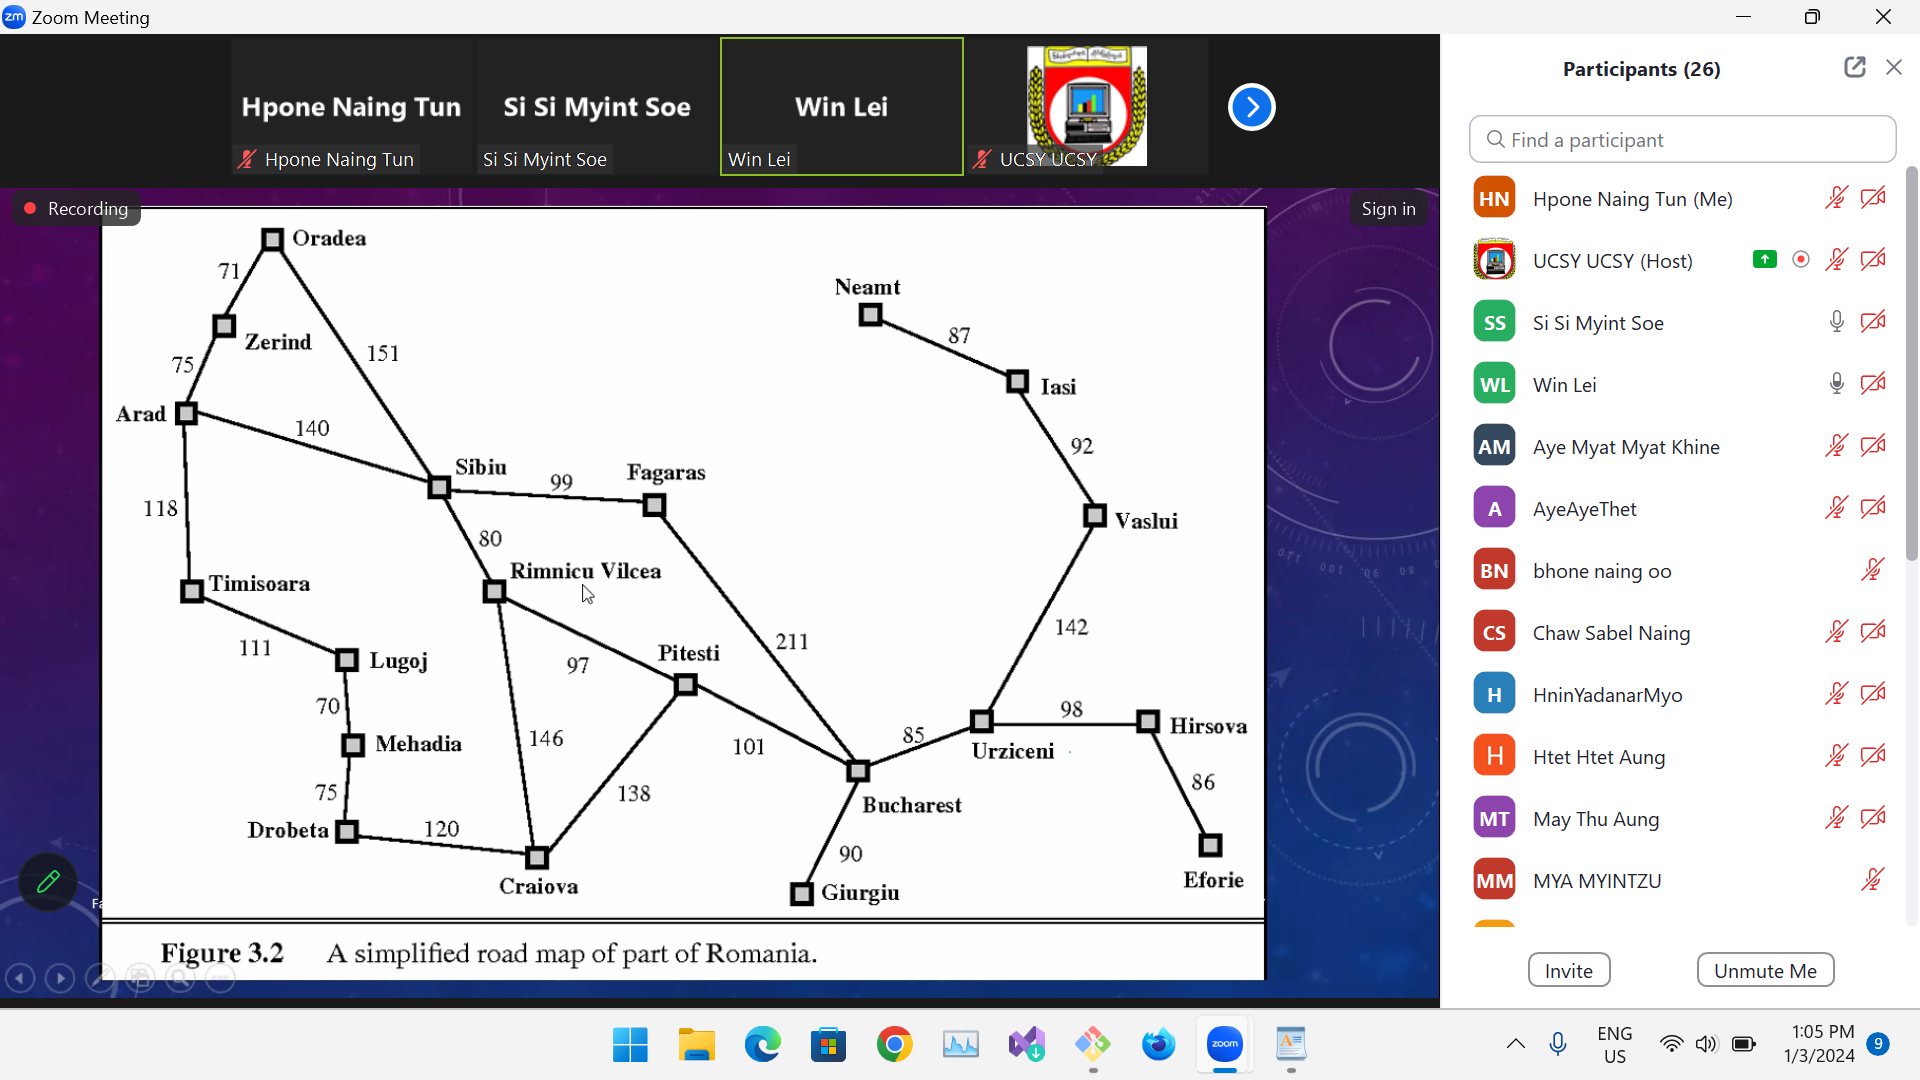 zm Zoom Meeting
Hpone Naing Tun
Si Si Myint Soe
Win Lei
Hpone Naing Tun
Si Si Myint Soe
Win Lei
UCSY UCSY
Recording
Sign in
Oradea
71
Zerind
151
75
Arad
140
Sibiu
99
Fagaras
118
80
Timisoara
Rimnicu Vilcea
111
Lugoj
97
Pitesti
211
70
Mehadia
146
101
75
138
Drobeta
120
Craiova
Neamt
87
Iasi
92
Vaslui
142
85
98
Hirsova
Urziceni
86
Bucharest
90
Giurgiu
Eforie
Fa
Figure 3.2 A simplified road map of part of Romania.
Participants (26)
Find a participant
HN Hpone Naing Tun (Me)
UCSY UCSY (Host)
SS Si Si Myint Soe
WL Win Lei
AM Aye Myat Myat Khine
A AyeAyeThet
BN bhone naing oo
CS Chaw Sabel Naing
H HninYadanarMyo
H Htet Htet Aung
MT May Thu Aung
MM MYA MYINTZU
Invite
Unmute Me
zoom
ENG
US
1:05 PM
1/3/2024
9